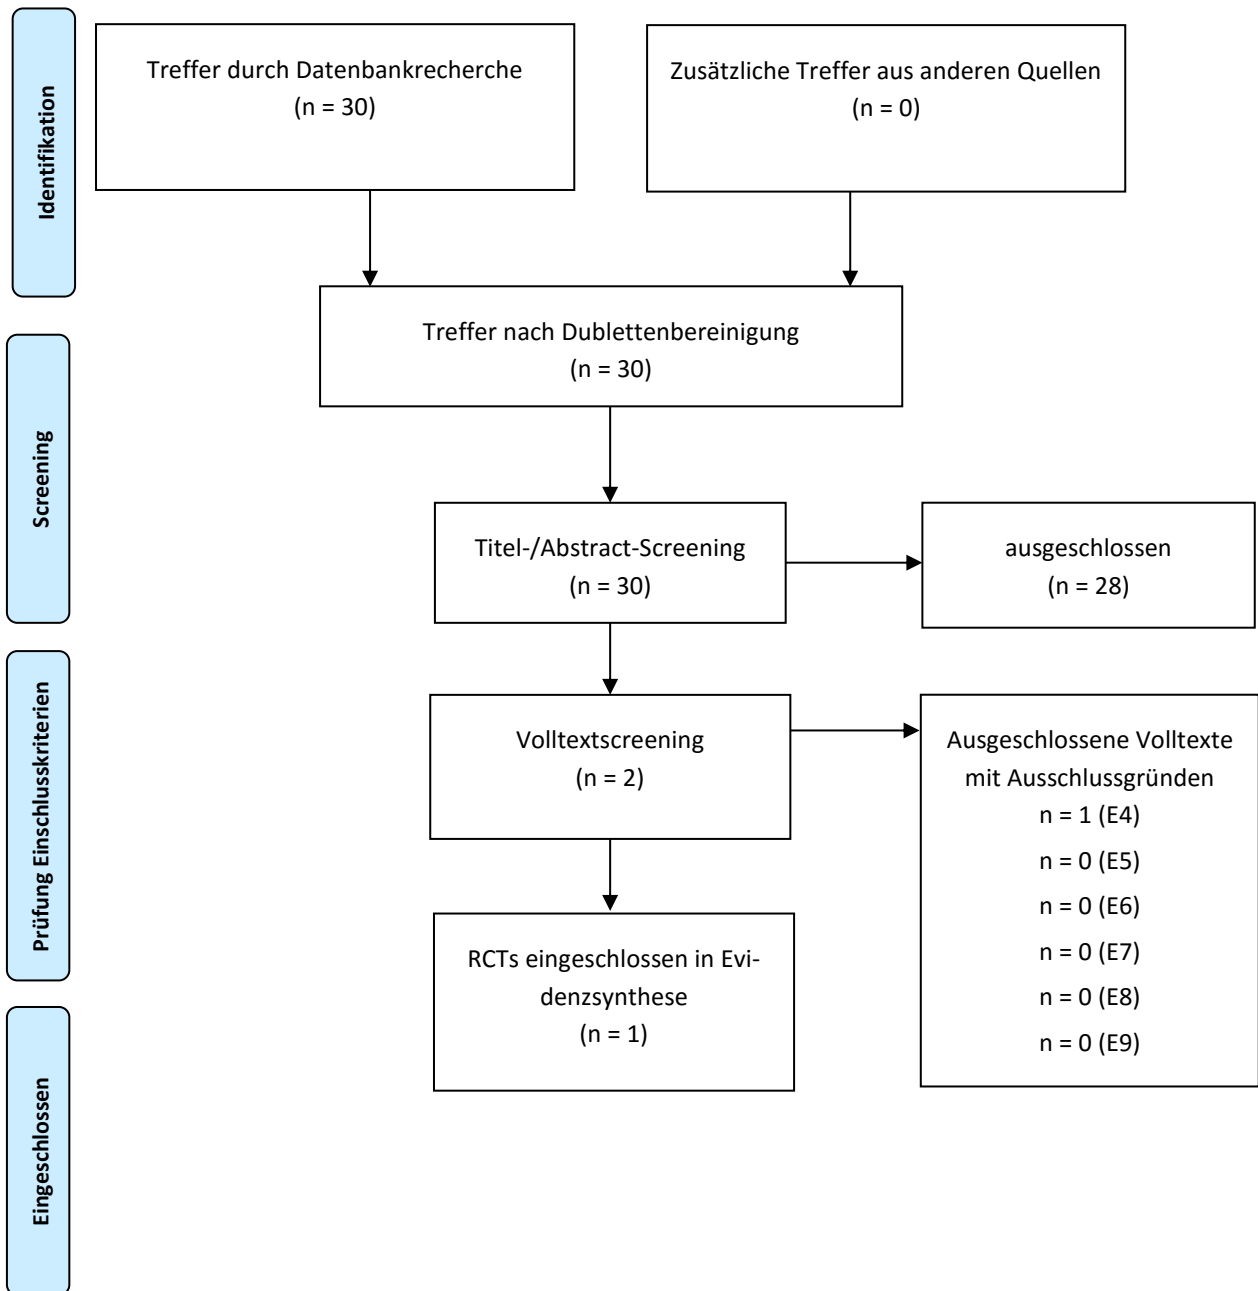 Identifikation
Treffer durch Datenbankrecherche
(n = 30)
Zusätzliche Treffer aus anderen Quellen
(n = 0)
Treffer nach Dublettenbereinigung
(n = 30)
Screening
Titel-/Abstract-Screening
(n = 30)
ausgeschlossen
(n = 28)
Prüfung Einschlusskriterien
Volltextscreening
(n = 2)
Ausgeschlossene Volltexte
mit Ausschlussgründen
n = 1 (E4)
n = 0 (E5)
n = 0 (E6)
n = 0 (E7)
n = 0 (E8)
n = 0 (E9)
RCTs eingeschlossen in Evi-
denzsynthese
(n = 1)
Eingeschlossen